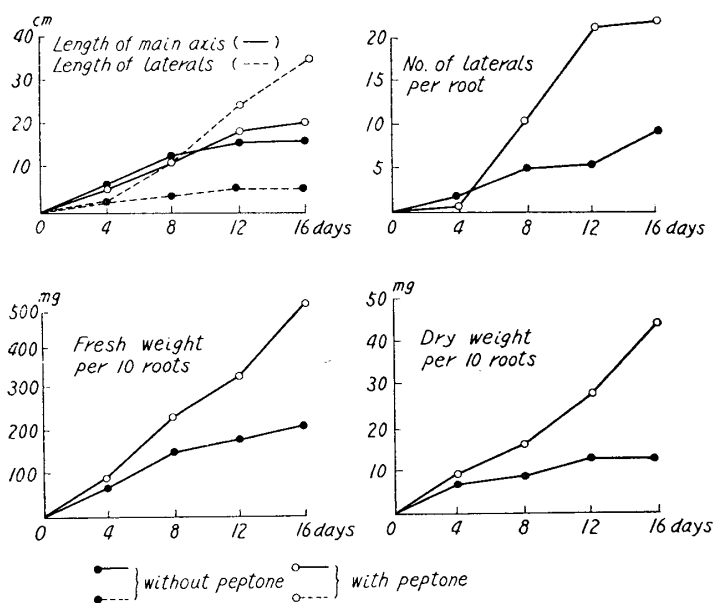 cm
Length of main axis (—)
Length of laterals (----)
40
30
20
10
0 4 8 12 16 days
No. of laterals
per root
20
15
10
5
0 4 8 12 16 days
mg
Fresh weight
per 10 roots
500
400
300
200
100
0 4 8 12 16 days
mg
Dry weight
per 10 roots
50
40
30
20
10
0 4 8 12 16 days
without peptone with peptone